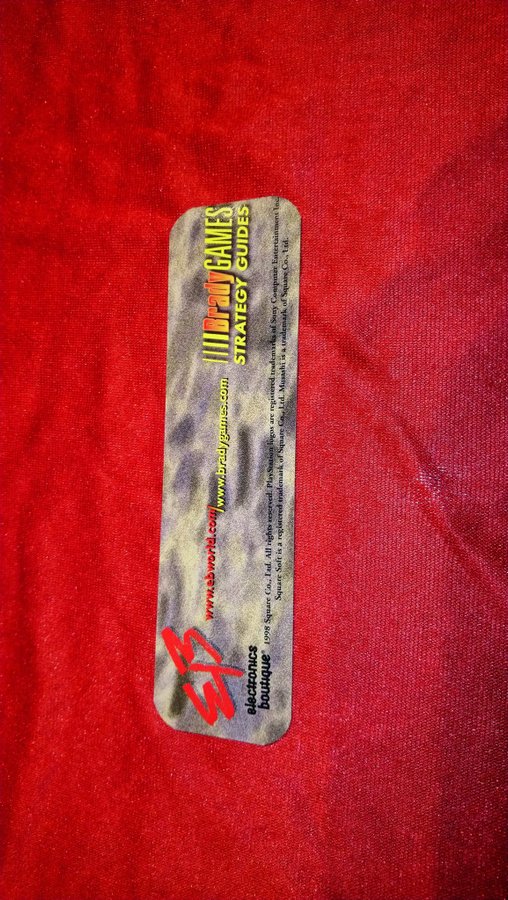 EB
electronics
boutique®
www.ebworld.com
www.bradygames.com
BradyGAMES
STRATEGY GUIDES
1998 Square Co., Ltd. All rights reserved. PlayStation logos are registered trademarks of Sony Computer Entertainment Inc.
Square Soft is a registered trademark of Square Co., Ltd. Musashi is a trademark of Square Co., Ltd.